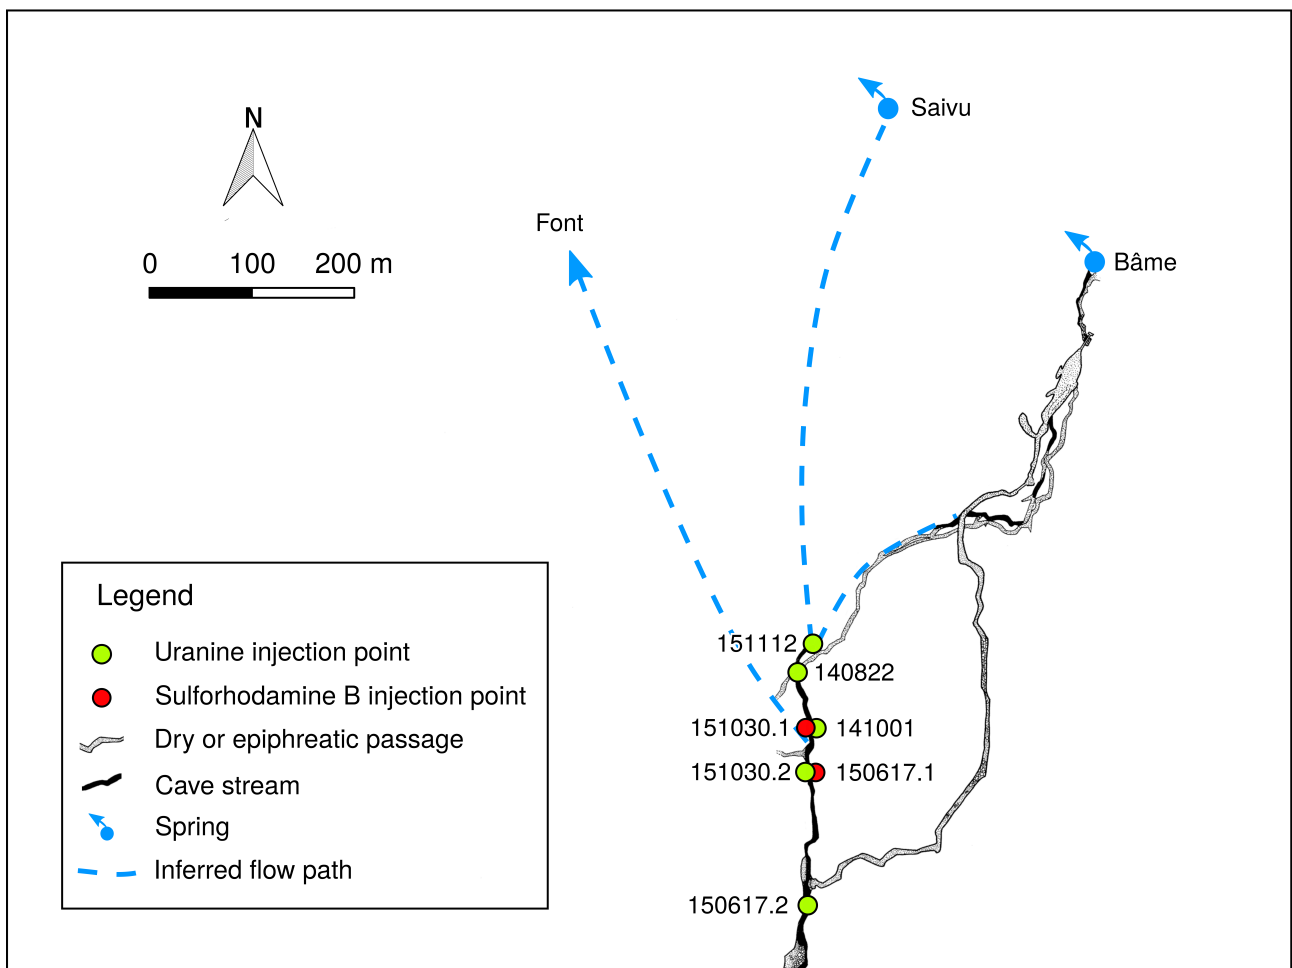 Saivu
N
Font
0 100 200 m
Bâme
Legend
Uranine injection point
Sulforhodamine B injection point
Dry or epiphreatic passage
Cave stream
Spring
Inferred flow path
151112
140822
151030.1 141001
151030.2 150617.1
150617.2